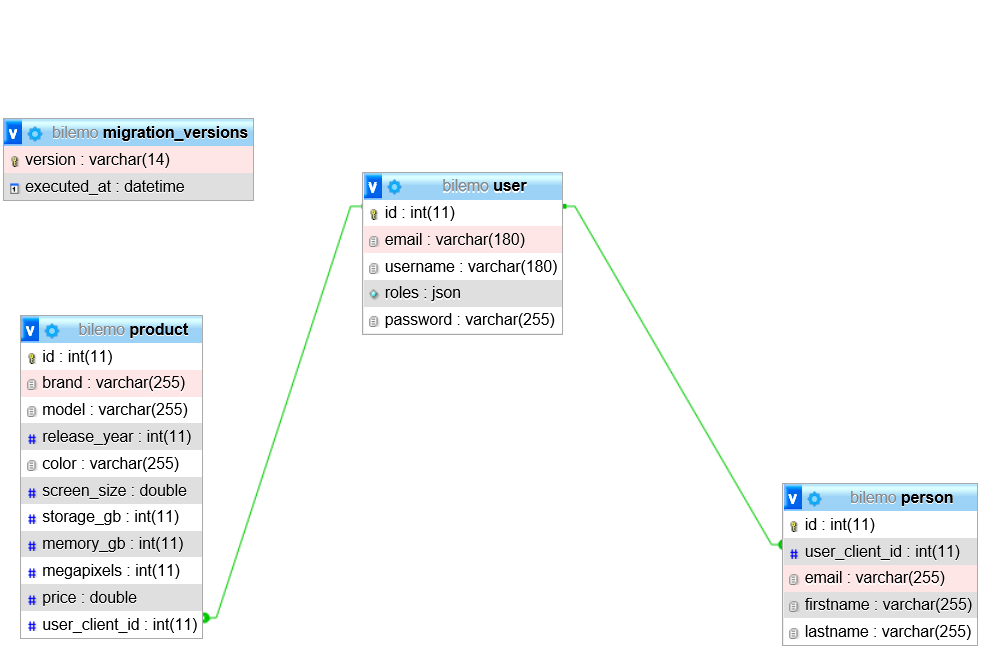 v bilemo migration_versions
version : varchar(14)
1 executed_at : datetime
v bilemo user
id : int(11)
email : varchar(180)
username : varchar(180)
roles : json
password : varchar(255)
v bilemo product
id : int(11)
brand : varchar(255)
model : varchar(255)
# release_year : int(11)
color : varchar(255)
# screen_size : double
# storage_gb : int(11)
# memory_gb : int(11)
# megapixels : int(11)
# price : double
# user_client_id : int(11)
v bilemo person
id : int(11)
# user_client_id : int(11)
email : varchar(255)
firstname : varchar(255)
lastname : varchar(255)